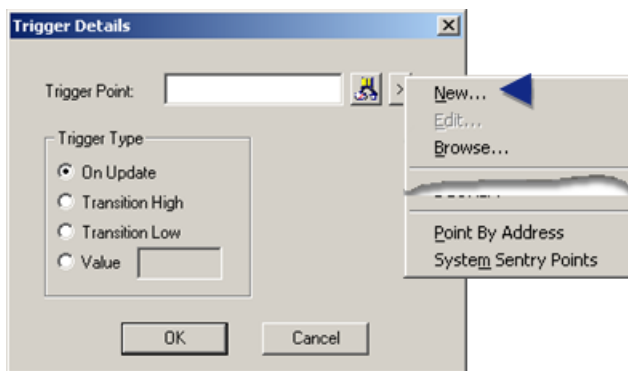 Trigger Details
Trigger Point:
>
New...
Edit...
Browse...
Point By Address
System Sentry Points
Trigger Type
On Update
Transition High
Transition Low
Value
OK
Cancel